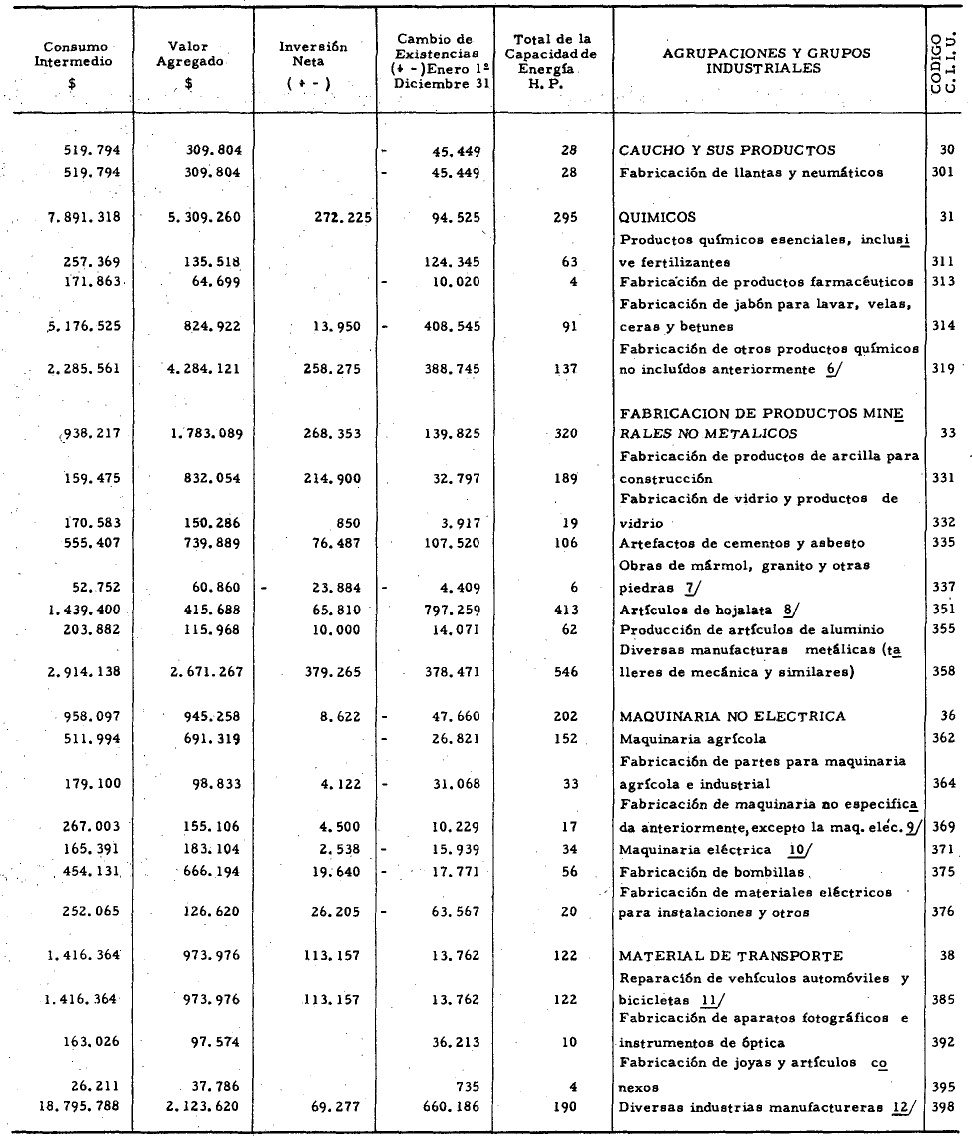 Consumo Intermedio $ | Valor Agregado $ | Inversión Neta ( + - ) | Cambio de Existencias (+ -)Enero 1º Diciembre 31 | Total de la Capacidad de Energía H. P. | AGRUPACIONES Y GRUPOS INDUSTRIALES | CODIGO C. I. I. U.
519.794 309.804 - 45.449 28 CAUCHO Y SUS PRODUCTOS 30
519.794 309.804 - 45.449 28 Fabricación de llantas y neumáticos 301
7.891.318 5.309.260 272.225 94.525 295 QUIMICOS 31
Productos químicos esenciales, inclusi
257.369 135.518 124.345 63 ve fertilizantes 311
171.863 64.699 - 10.020 4 Fabricación de productos farmacéuticos 313
Fabricación de jabón para lavar, velas,
5.176.525 824.922 13.950 - 408.545 91 ceras y betunes 314
Fabricación de otros productos químicos
2.285.561 4.284.121 258.275 388.745 137 no incluídos anteriormente 6/ 319
FABRICACION DE PRODUCTOS MINE
938.217 1.783.089 268.353 139.825 320 RALES NO METALICOS 33
Fabricación de productos de arcilla para
159.475 832.054 214.900 32.797 189 construcción 331
Fabricación de vidrio y productos de
170.583 150.286 850 3.917 19 vidrio 332
555.407 739.889 76.487 107.520 106 Artefactos de cementos y asbesto 335
Obras de mármol, granito y otras
52.752 60.860 - 23.884 - 4.409 6 piedras 7/ 337
1.439.400 415.688 65.810 797.259 413 Artículos de hojalata 8/ 351
203.882 115.968 10.000 14.071 62 Producción de artículos de aluminio 355
Diversas manufacturas metálicas (ta
2.914.138 2.671.267 379.265 378.471 546 lleres de mecánica y similares) 358
958.097 945.258 8.622 - 47.660 202 MAQUINARIA NO ELECTRICA 36
511.994 691.319 - 26.821 152 Maquinaria agrícola 362
Fabricación de partes para maquinaria
179.100 98.833 4.122 - 31.068 33 agrícola e industrial 364
Fabricación de maquinaria no especifica
267.003 155.106 4.500 10.229 17 da anteriormente, excepto la maq. eléc. 9/ 369
165.391 183.104 2.538 - 15.939 34 Maquinaria eléctrica 10/ 371
454.131 666.194 19.640 - 17.771 56 Fabricación de bombillas 375
Fabricación de materiales eléctricos
252.065 126.620 26.205 - 63.567 20 para instalaciones y otros 376
1.416.364 973.976 113.157 13.762 122 MATERIAL DE TRANSPORTE 38
Reparación de vehículos automóviles y
1.416.364 973.976 113.157 13.762 122 bicicletas 11/ 385
Fabricación de aparatos fotográficos e
163.026 97.574 36.213 10 instrumentos de óptica 392
Fabricación de joyas y artículos co
26.211 37.786 735 4 nexos 395
18.795.788 2.123.620 69.277 660.186 190 Diversas industrias manufactureras 12/ 398